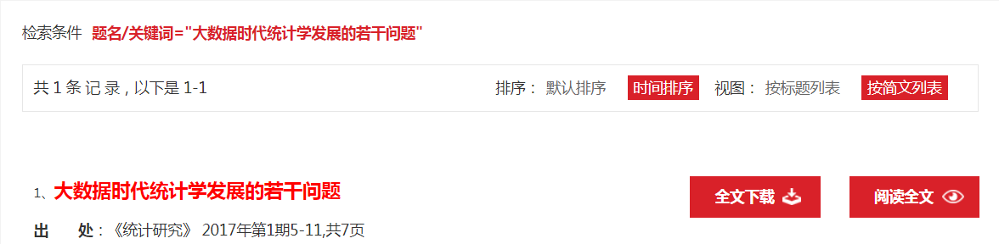 检索条件 题名/关键词="大数据时代统计学发展的若干问题"
共 1 条 记 录 , 以下是 1-1 排序： 默认排序 时间排序 视图： 按标题列表 按简文列表
1、大数据时代统计学发展的若干问题 全文下载 阅读全文
出 处：《统计研究》 2017年第1期5-11,共7页